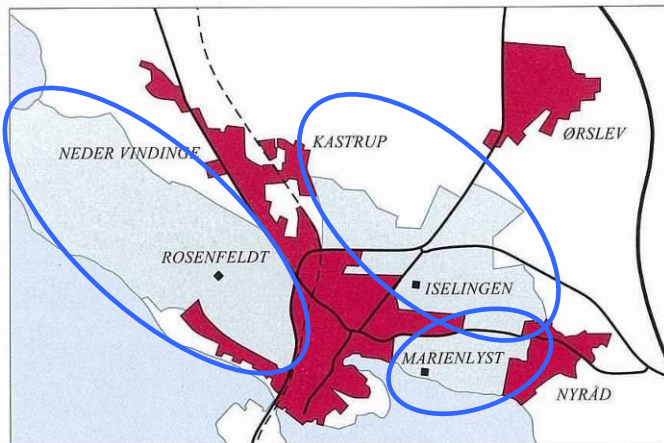 KASTRUP
ØRSLEV
NEDER VINDINGE
ROSENFELDT
ISELINGEN
MARIENLYST
NYRÅD